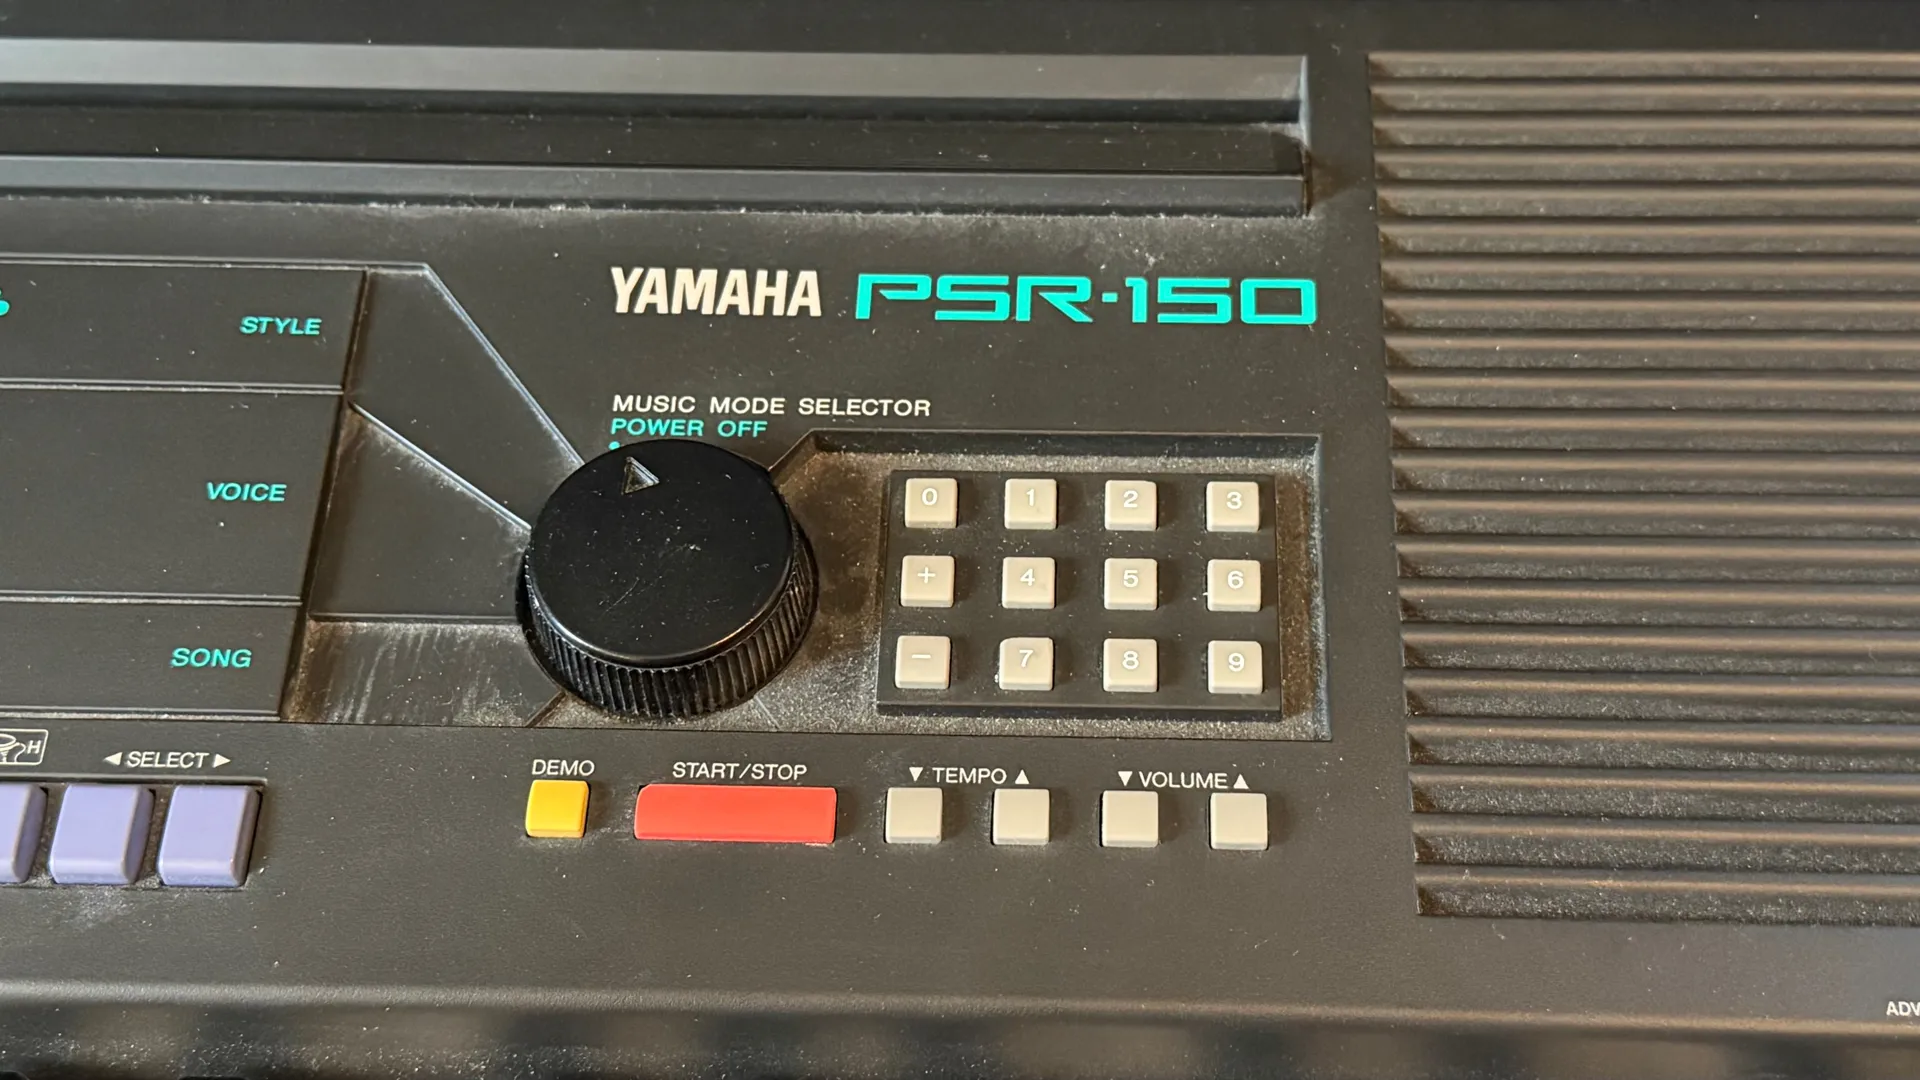 YAMAHA PSR-150
STYLE
VOICE
SONG
MUSIC MODE SELECTOR
POWER OFF
0 1 2 3
+ 4 5 6
− 7 8 9
H
◀ SELECT ▶
DEMO
START/STOP
▼ TEMPO ▲
▼ VOLUME ▲